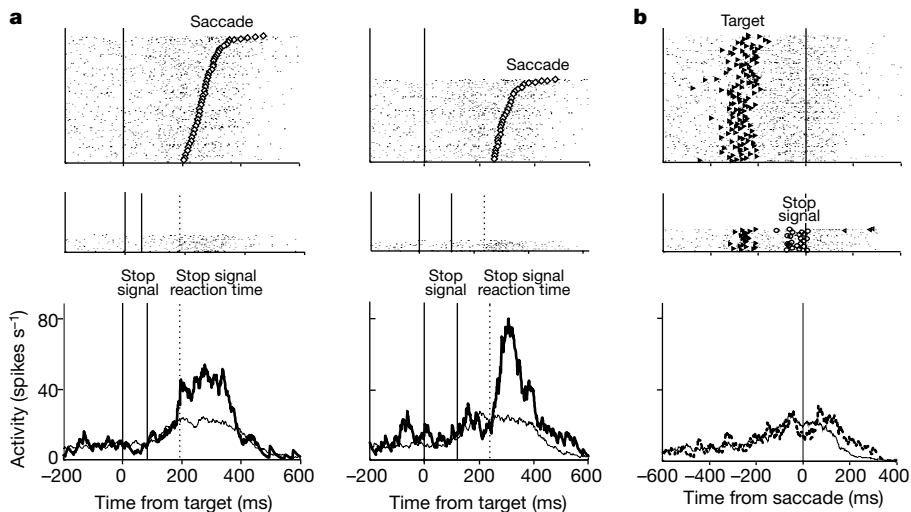 a
b
Saccade
Saccade
Target
Stop
signal
Stop
signal
Stop signal
reaction time
Stop
signal
Stop signal
reaction time
Activity (spikes s⁻¹)
80
40
0
−200
0
200
400
600
−200
0
200
400
600
−600
−400
−200
0
200
400
Time from target (ms)
Time from target (ms)
Time from saccade (ms)